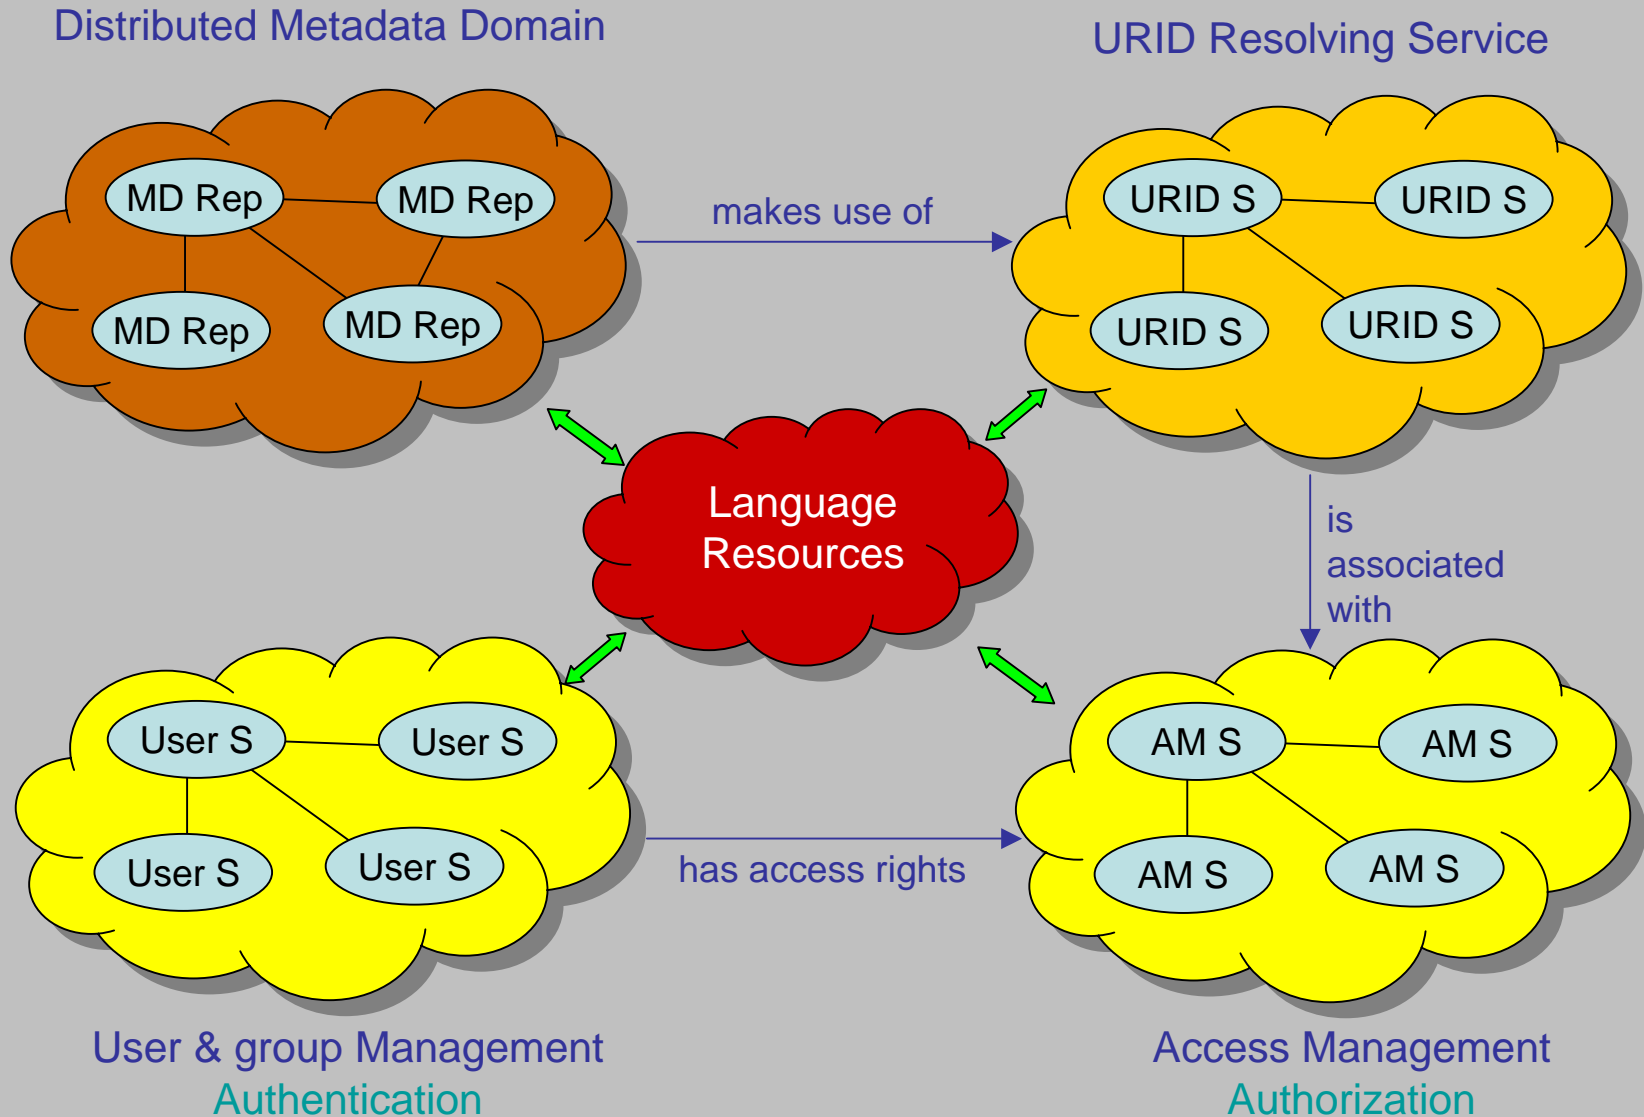 Distributed Metadata Domain
URID Resolving Service
MD Rep
MD Rep
MD Rep
MD Rep
makes use of
URID S
URID S
URID S
URID S
Language
Resources
is
associated
with
User S
User S
User S
User S
has access rights
AM S
AM S
AM S
AM S
User & group Management
Authentication
Access Management
Authorization